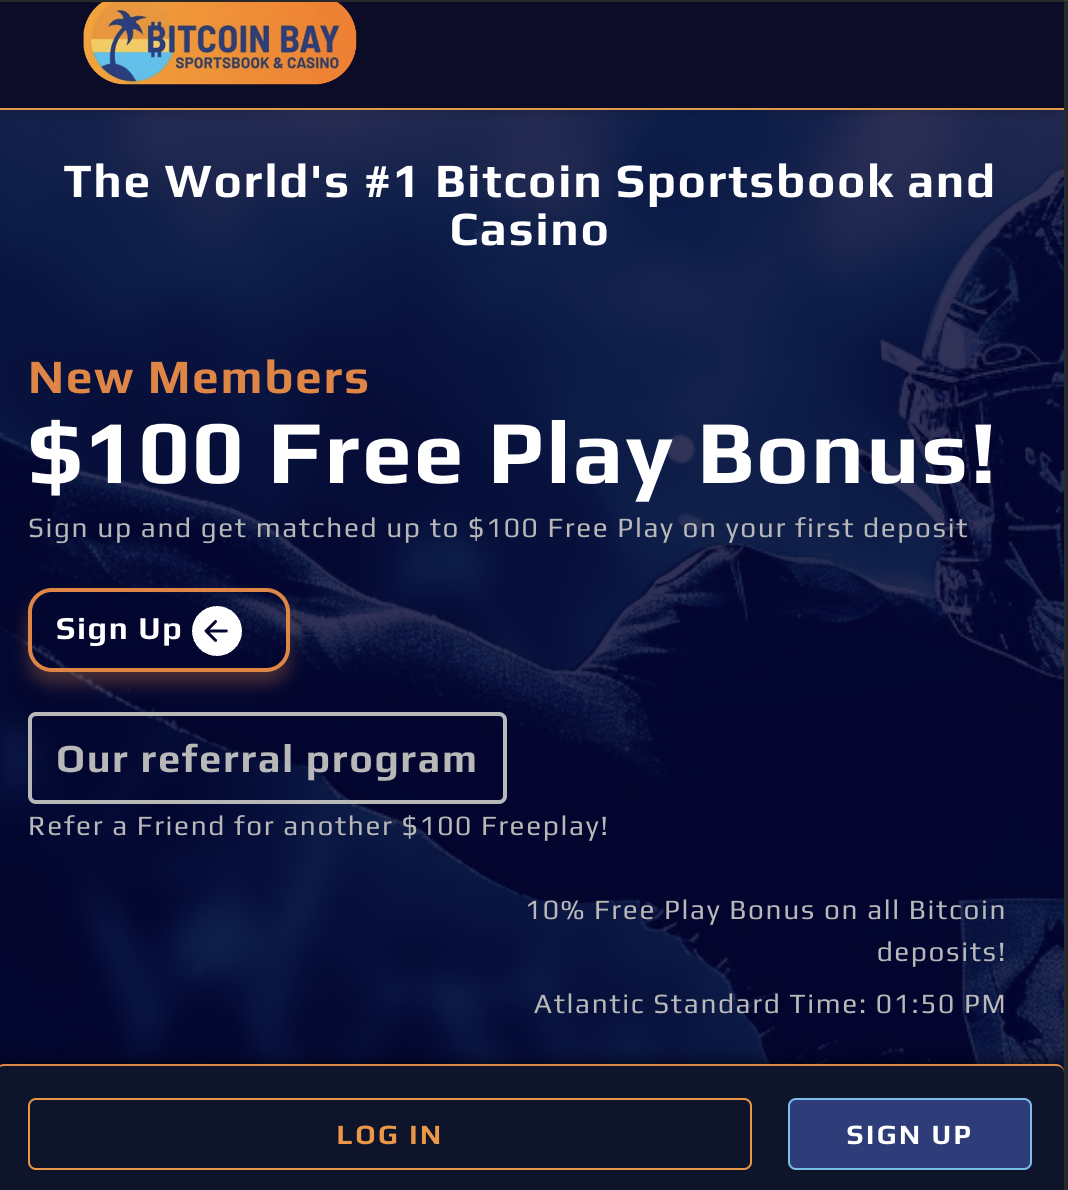 BITCOIN BAY
SPORTSBOOK & CASINO
The World's #1 Bitcoin Sportsbook and
Casino
New Members
$100 Free Play Bonus!
Sign up and get matched up to $100 Free Play on your first deposit
Sign Up
Our referral program
Refer a Friend for another $100 Freeplay!
10% Free Play Bonus on all Bitcoin
deposits!
Atlantic Standard Time: 01:50 PM
LOG IN
SIGN UP